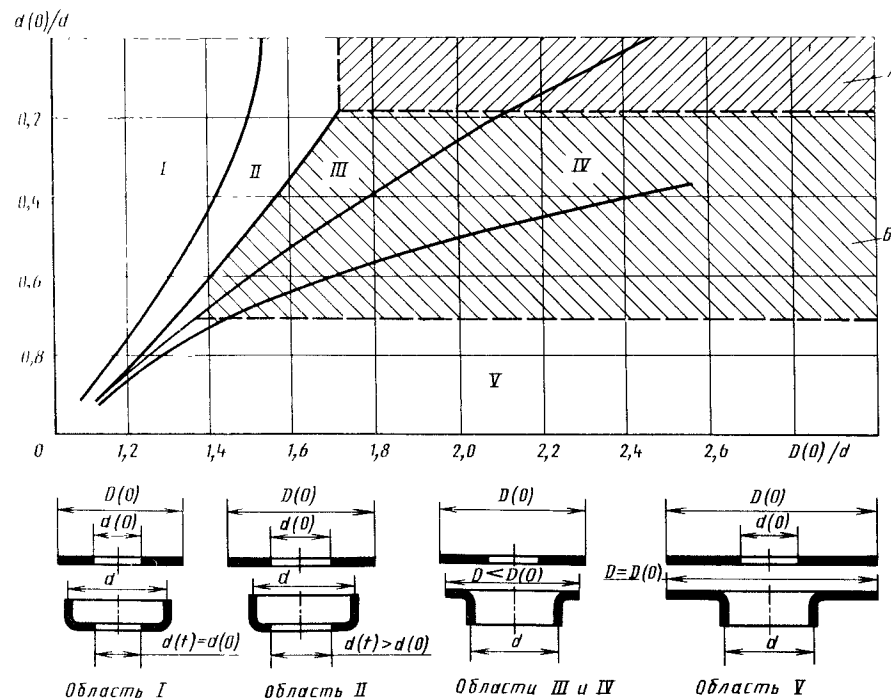 d(0)/d
А
0,2
I
II
III
IV
0,4
Б
0,6
0,8
V
0
1,2
1,4
1,6
1,8
2,0
2,2
2,4
2,6
D(0)/d
D(0)
D(0)
D(0)
D(0)
d(0)
d(0)
d(0)
d
d
D<D(0)
D=D(0)
d(t)=d(0)
d(t)>d(0)
d
d
Область I
Область II
Области III и IV
Область V